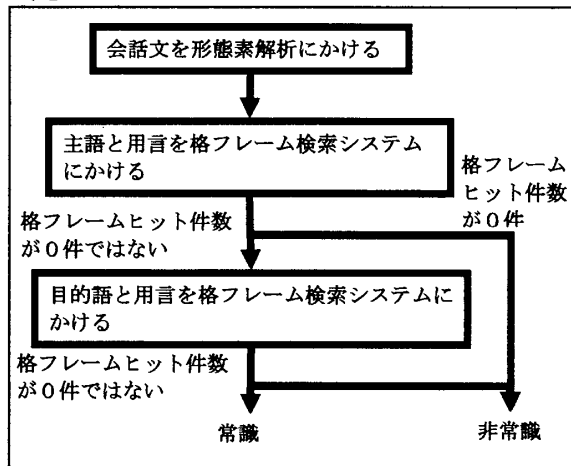 会話文を形態素解析にかける
主語と用言を格フレーム検索システム
にかける
格フレーム
ヒット件数
が0件
格フレームヒット件数
が0件ではない
目的語と用言を格フレーム検索システムに
かける
格フレームヒット件数
が0件ではない
常識
非常識